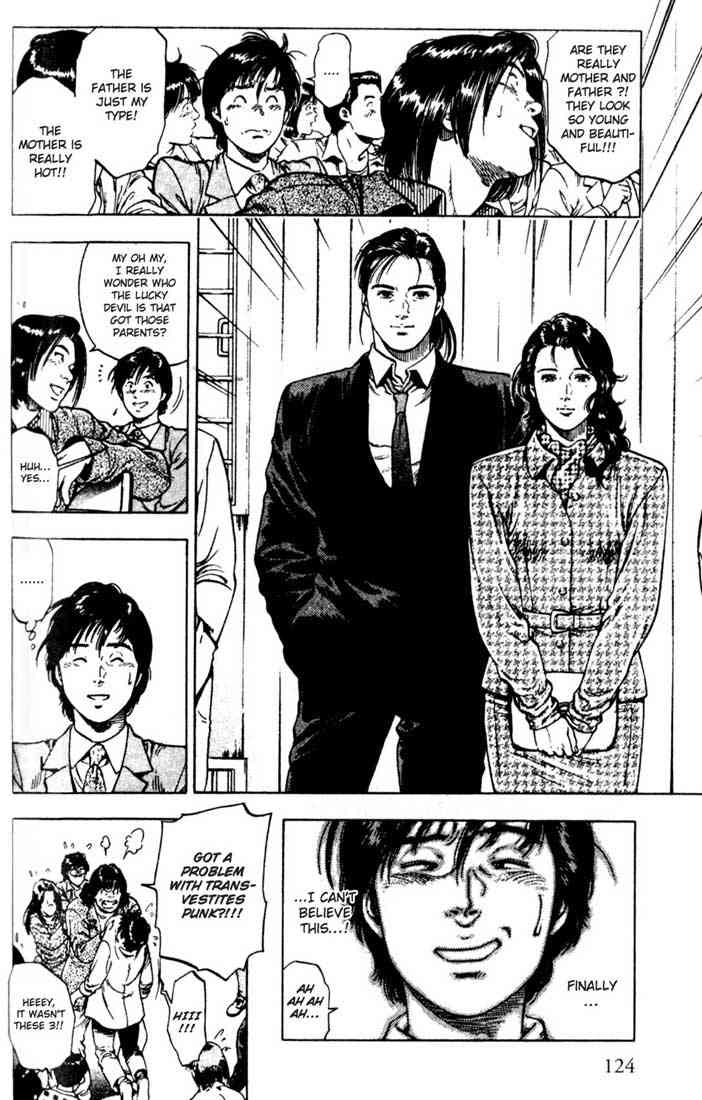 ARE THEY
REALLY
MOTHER AND
FATHER ?!
THEY LOOK
SO YOUNG
AND BEAUTI-
FUL!!!
....
THE
FATHER IS
JUST MY
TYPE!
THE
MOTHER IS
REALLY
HOT!!
MY OH MY,
I REALLY
WONDER WHO
THE LUCKY
DEVIL IS THAT
GOT THOSE
PARENTS?
HUH...
YES...
......
FINALLY
...
...I CAN'T
BELIEVE
THIS...!
AH
AH AH AH
AH...
GOT A
PROBLEM
WITH TRANS-
VESTITES
PUNK?!!!
HIII
!!!
HEEEY,
IT WASN'T
THESE 3!!
124